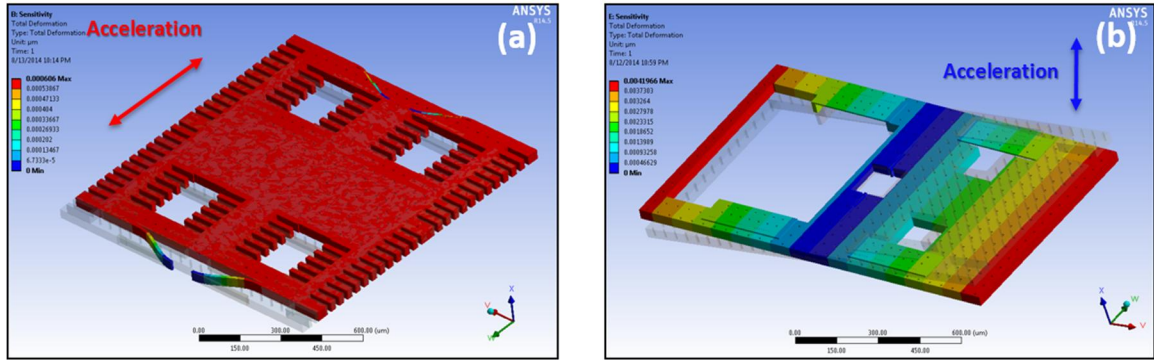 B: Sensitivity
Total Deformation
Type: Total Deformation
Unit: µm
Time: 1
8/13/2014 10:14 PM
0.000606 Max
0.00053867
0.00047133
0.000404
0.00033667
0.00026933
0.000202
0.00013467
6.7333e-5
0 Min
Acceleration
ANSYS
R14.5
(a)
X
V
W
0.00
300.00
600.00 (um)
150.00
450.00
E: Sensitivity
Total Deformation
Type: Total Deformation
Unit: µm
Time: 1
8/12/2014 10:59 PM
0.0041966 Max
0.0037303
0.003264
0.0027978
0.0023315
0.0018652
0.0013989
0.00093258
0.00046629
0 Min
ANSYS
R14.5
(b)
Acceleration
X
W
V
0.00
300.00
600.00 (um)
150.00
450.00